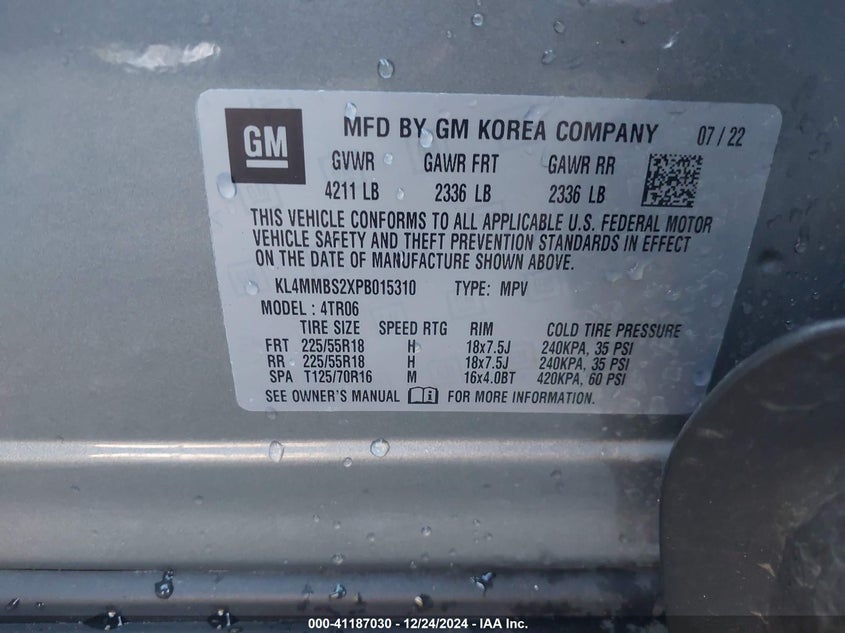 GM MFD BY GM KOREA COMPANY 07/22
GVWR GAWR FRT GAWR RR
4211 LB 2336 LB 2336 LB
THIS VEHICLE CONFORMS TO ALL APPLICABLE U.S. FEDERAL MOTOR
VEHICLE SAFETY AND THEFT PREVENTION STANDARDS IN EFFECT
ON THE DATE OF MANUFACTURE SHOWN ABOVE.
KL4MMBS2XPB015310 TYPE: MPV
MODEL : 4TR06
TIRE SIZE SPEED RTG RIM COLD TIRE PRESSURE
FRT 225/55R18 H 18x7.5J 240KPA, 35 PSI
RR 225/55R18 H 18x7.5J 240KPA, 35 PSI
SPA T125/70R16 M 16x4.0BT 420KPA, 60 PSI
SEE OWNER'S MANUAL i FOR MORE INFORMATION.
000-41187030 - 12/24/2024 - IAA Inc.